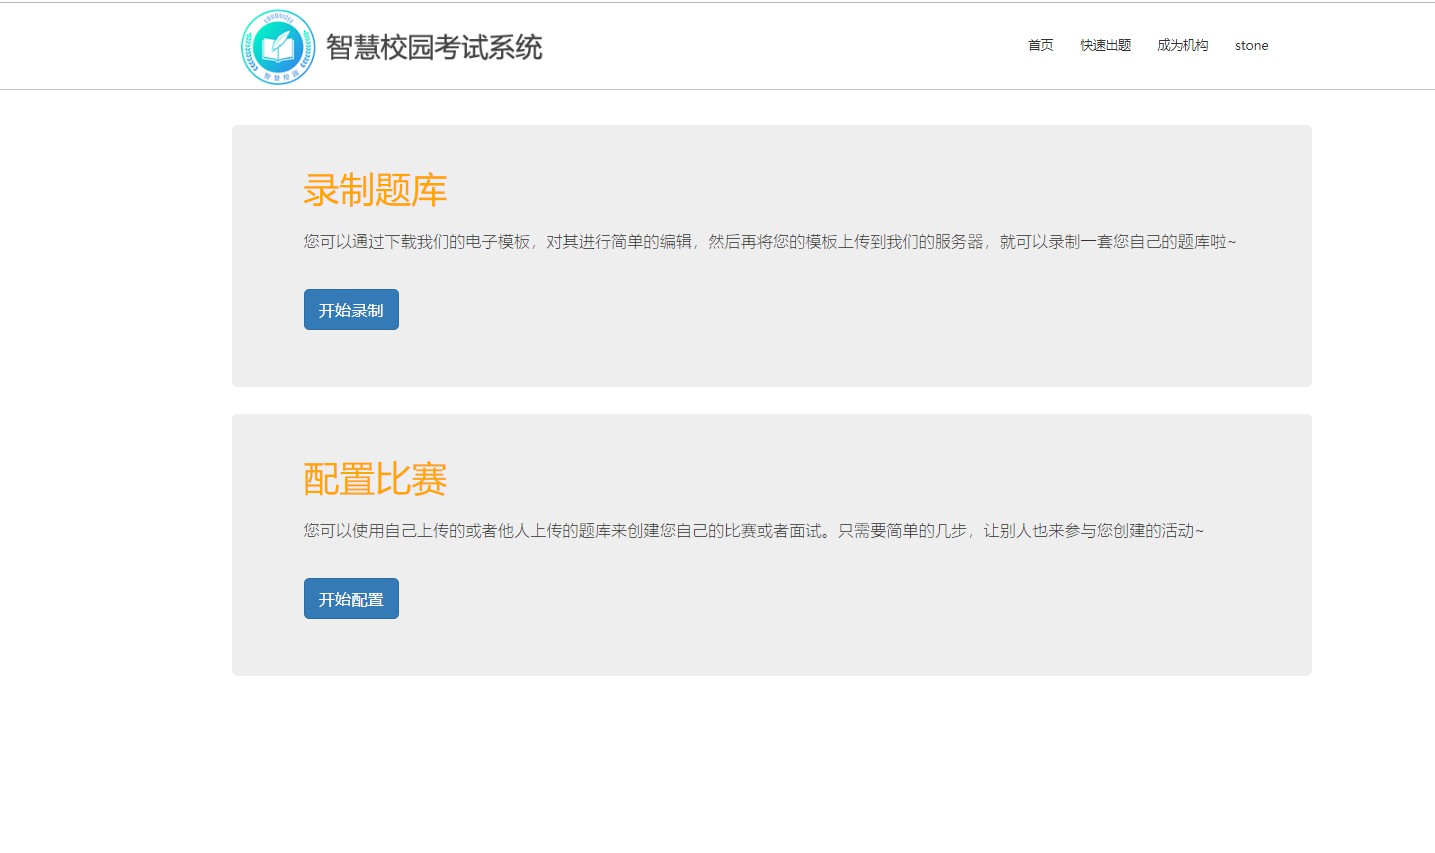 智慧校园考试系统
智慧校园
首页 快速出题 成为机构 stone
录制题库
您可以通过下载我们的电子模板，对其进行简单的编辑，然后再将您的模板上传到我们的服务器，就可以录制一套您自己的题库啦~
开始录制
配置比赛
您可以使用自己上传的或者他人上传的题库来创建您自己的比赛或者面试。只需要简单的几步，让别人也来参与您创建的活动~
开始配置